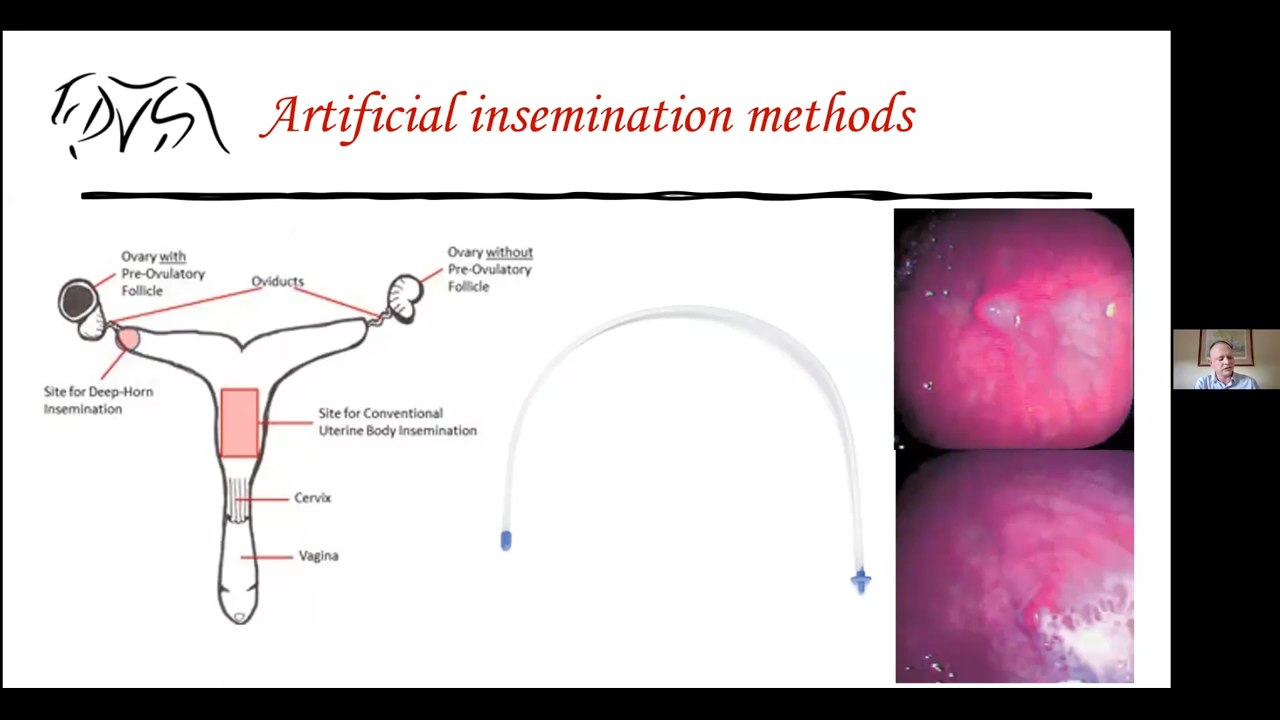 DVS
Artificial insemination methods
Ovary with
Pre-Ovulatory
Follicle
Oviducts
Ovary without
Pre-Ovulatory
Follicle
Site for Deep-Horn
Insemination
Site for Conventional
Uterine Body Insemination
Cervix
Vagina